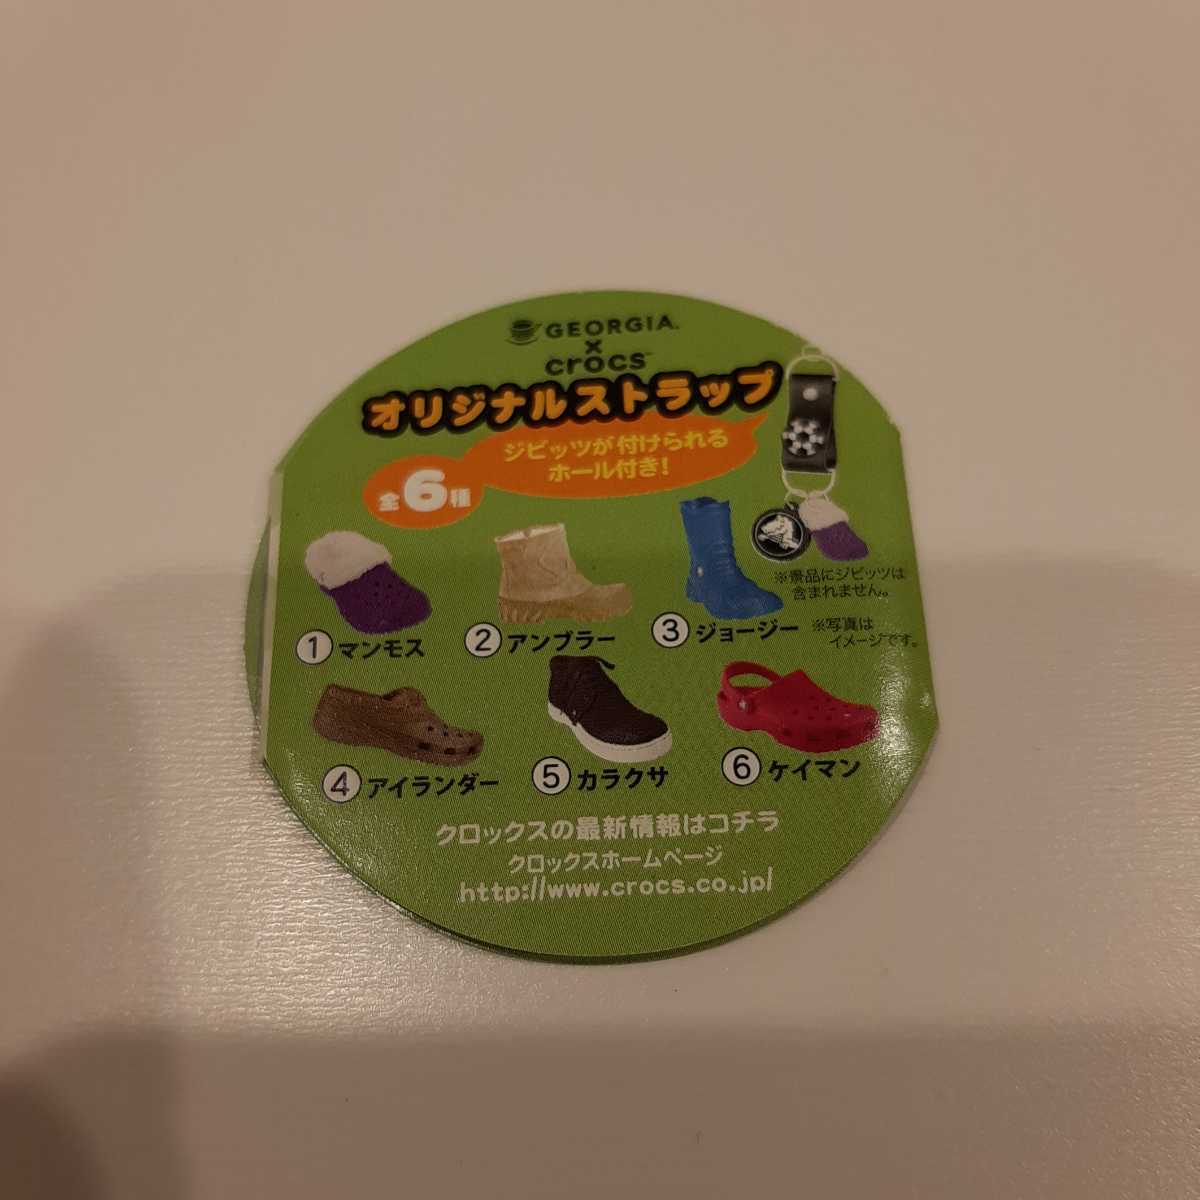 GEORGIA
×
crocs™
オリジナルストラップ
ジビッツが付けられる
ホール付き!
全6種
※景品にジビッツは
含まれません。
※写真は
イメージです。
①マンモス
②アンブラー
③ジョージー
④アイランダー
⑤カラクサ
⑥ケイマン
クロックスの最新情報はコチラ
クロックスホームページ
http://www.crocs.co.jp/